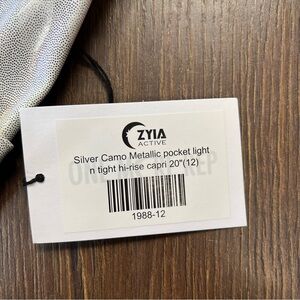 ZYIA
ACTIVE
Silver Camo Metallic pocket light
n tight hi-rise capri 20"(12)
1988-12